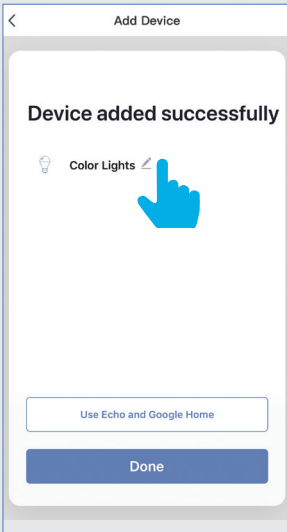 Add Device
Device added successfully
Color Lights
Use Echo and Google Home
Done